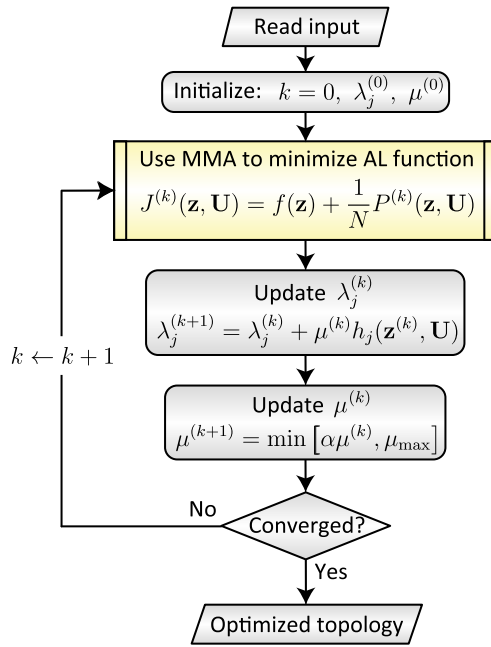 Read input
Initialize: k = 0, λ_j^(0), μ^(0)
Use MMA to minimize AL function
J^(k)(z, U) = f(z) + 1/N P^(k)(z, U)
Update λ_j^(k)
λ_j^(k+1) = λ_j^(k) + μ^(k) h_j(z^(k), U)
k ← k + 1
Update μ^(k)
μ^(k+1) = min [αμ^(k), μ_max]
No
Converged?
Yes
Optimized topology